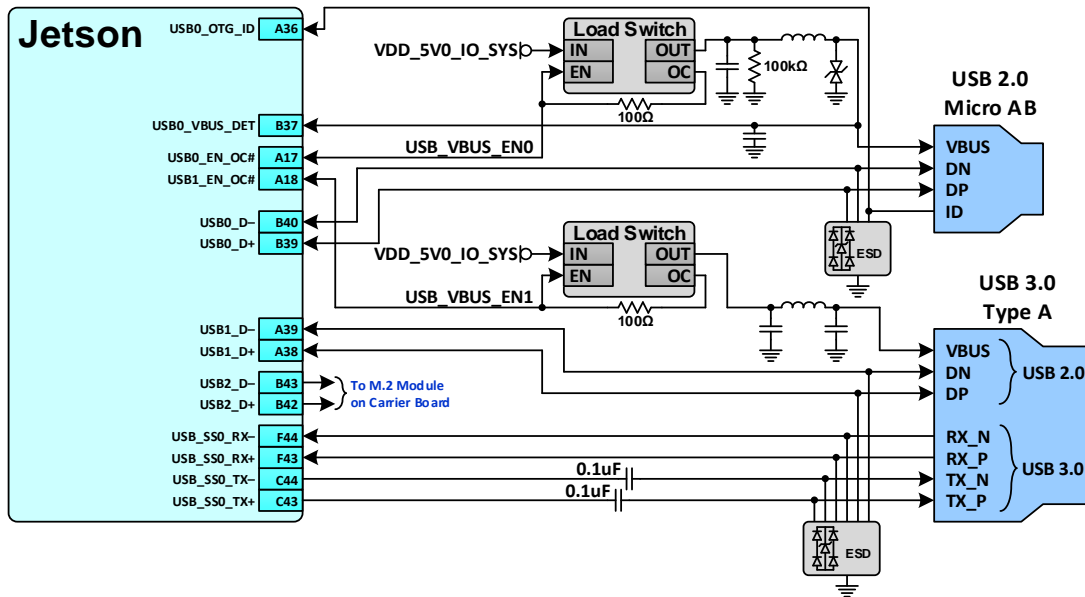 Jetson
USB0_OTG_ID
A36
USB0_VBUS_DET
B37
USB0_EN_OC#
A17
USB1_EN_OC#
A18
USB0_D−
B40
USB0_D+
B39
USB1_D−
A39
USB1_D+
A38
USB2_D−
B43
USB2_D+
B42
USB_SS0_RX−
F44
USB_SS0_RX+
F43
USB_SS0_TX−
C44
USB_SS0_TX+
C43
To M.2 Module
on Carrier Board
VDD_5V0_IO_SYS
Load Switch
IN
OUT
EN
OC
100Ω
100kΩ
USB_VBUS_EN0
VDD_5V0_IO_SYS
Load Switch
IN
OUT
EN
OC
100Ω
USB_VBUS_EN1
0.1uF
0.1uF
ESD
ESD
USB 2.0
Micro AB
VBUS
DN
DP
ID
USB 3.0
Type A
VBUS
DN
DP
USB 2.0
RX_N
RX_P
TX_N
TX_P
USB 3.0